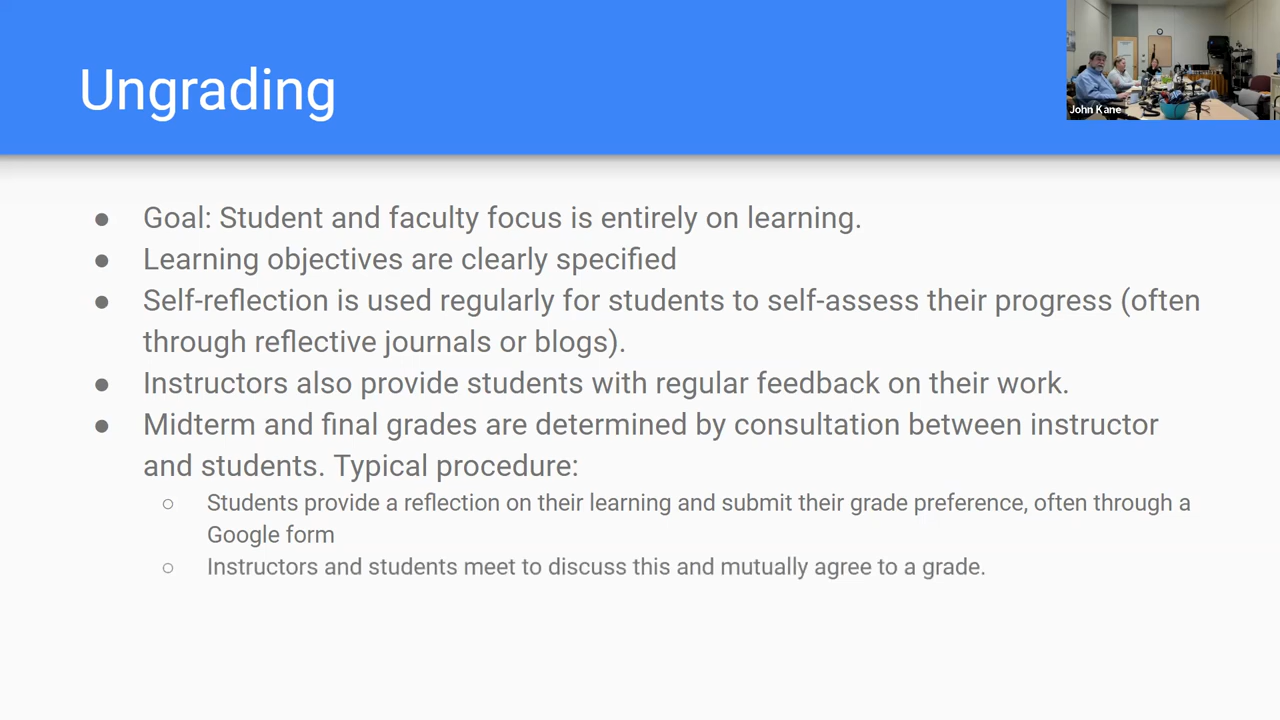 Ungrading
John Kane
● Goal: Student and faculty focus is entirely on learning.
● Learning objectives are clearly specified
● Self-reflection is used regularly for students to self-assess their progress (often
through reflective journals or blogs).
● Instructors also provide students with regular feedback on their work.
● Midterm and final grades are determined by consultation between instructor
and students. Typical procedure:
○ Students provide a reflection on their learning and submit their grade preference, often through a
Google form
○ Instructors and students meet to discuss this and mutually agree to a grade.